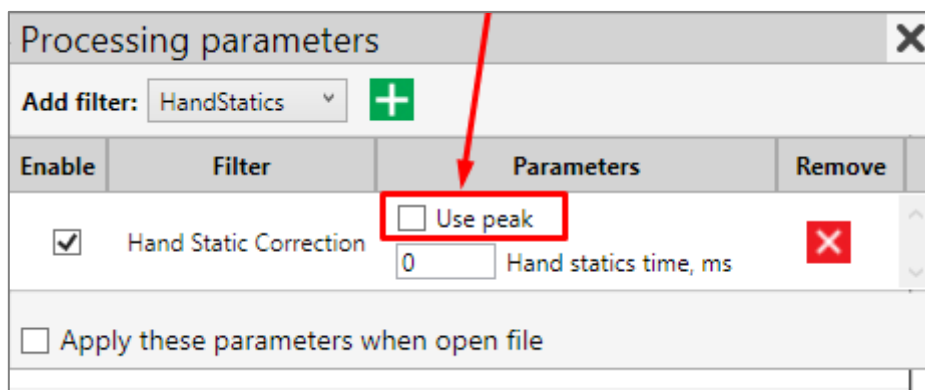 Processing parameters
Add filter: HandStatics
Enable Filter Parameters Remove
Use peak
Hand Static Correction
0 Hand statics time, ms
Apply these parameters when open file